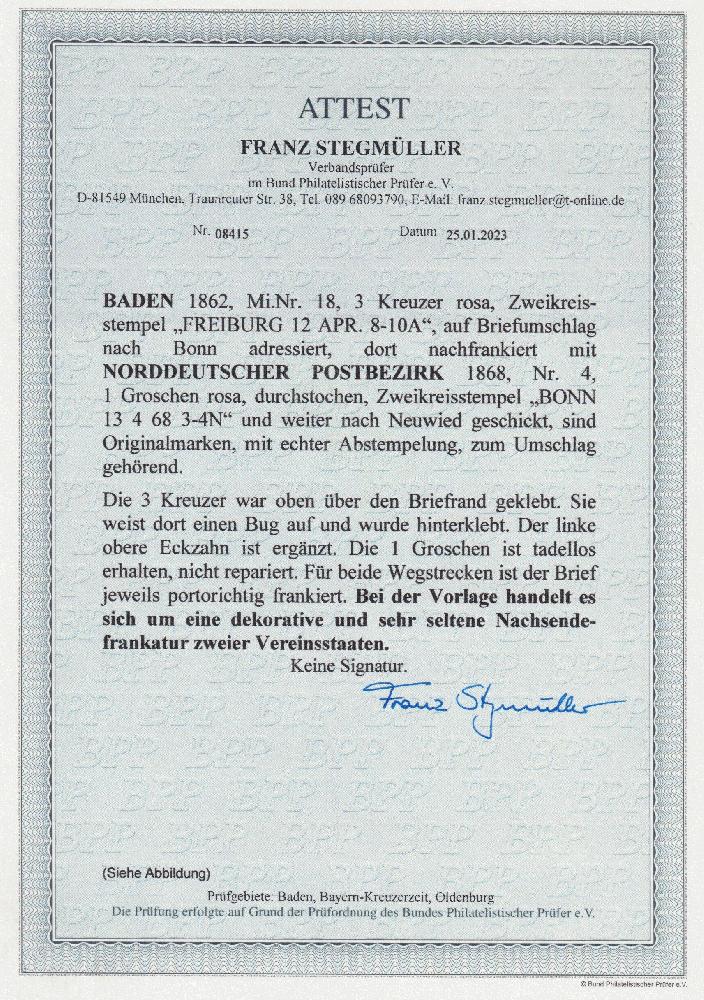 ATTEST
FRANZ STEGMÜLLER
Verbandsprüfer
im Bund Philatelistischer Prüfer e. V.
D-81549 München, Traunreuter Str. 38, Tel. 089 68093790, E-Mail: franz.stegmueller@t-online.de
Nr. 08415 Datum 25.01.2023
BADEN 1862, Mi.Nr. 18, 3 Kreuzer rosa, Zweikreis-
stempel „FREIBURG 12 APR. 8-10A“, auf Briefumschlag
nach Bonn adressiert, dort nachfrankiert mit
NORDDEUTSCHER POSTBEZIRK 1868, Nr. 4,
1 Groschen rosa, durchstochen, Zweikreisstempel „BONN
13 4 68 3-4N“ und weiter nach Neuwied geschickt, sind
Originalmarken, mit echter Abstempelung, zum Umschlag
gehörend.
Die 3 Kreuzer war oben über den Briefrand geklebt. Sie
weist dort einen Bug auf und wurde hinterklebt. Der linke
obere Eckzahn ist ergänzt. Die 1 Groschen ist tadellos
erhalten, nicht repariert. Für beide Wegstrecken ist der Brief
jeweils portorichtig frankiert. Bei der Vorlage handelt es
sich um eine dekorative und sehr seltene Nachsende-
frankatur zweier Vereinsstaaten.
Keine Signatur.
Franz Stegmüller
(Siehe Abbildung)
Prüfgebiete: Baden, Bayern-Kreuzerzeit, Oldenburg
Die Prüfung erfolgte auf Grund der Prüfordnung des Bundes Philatelistischer Prüfer e.V.
© Bund Philatelistischer Prüfer e.V.